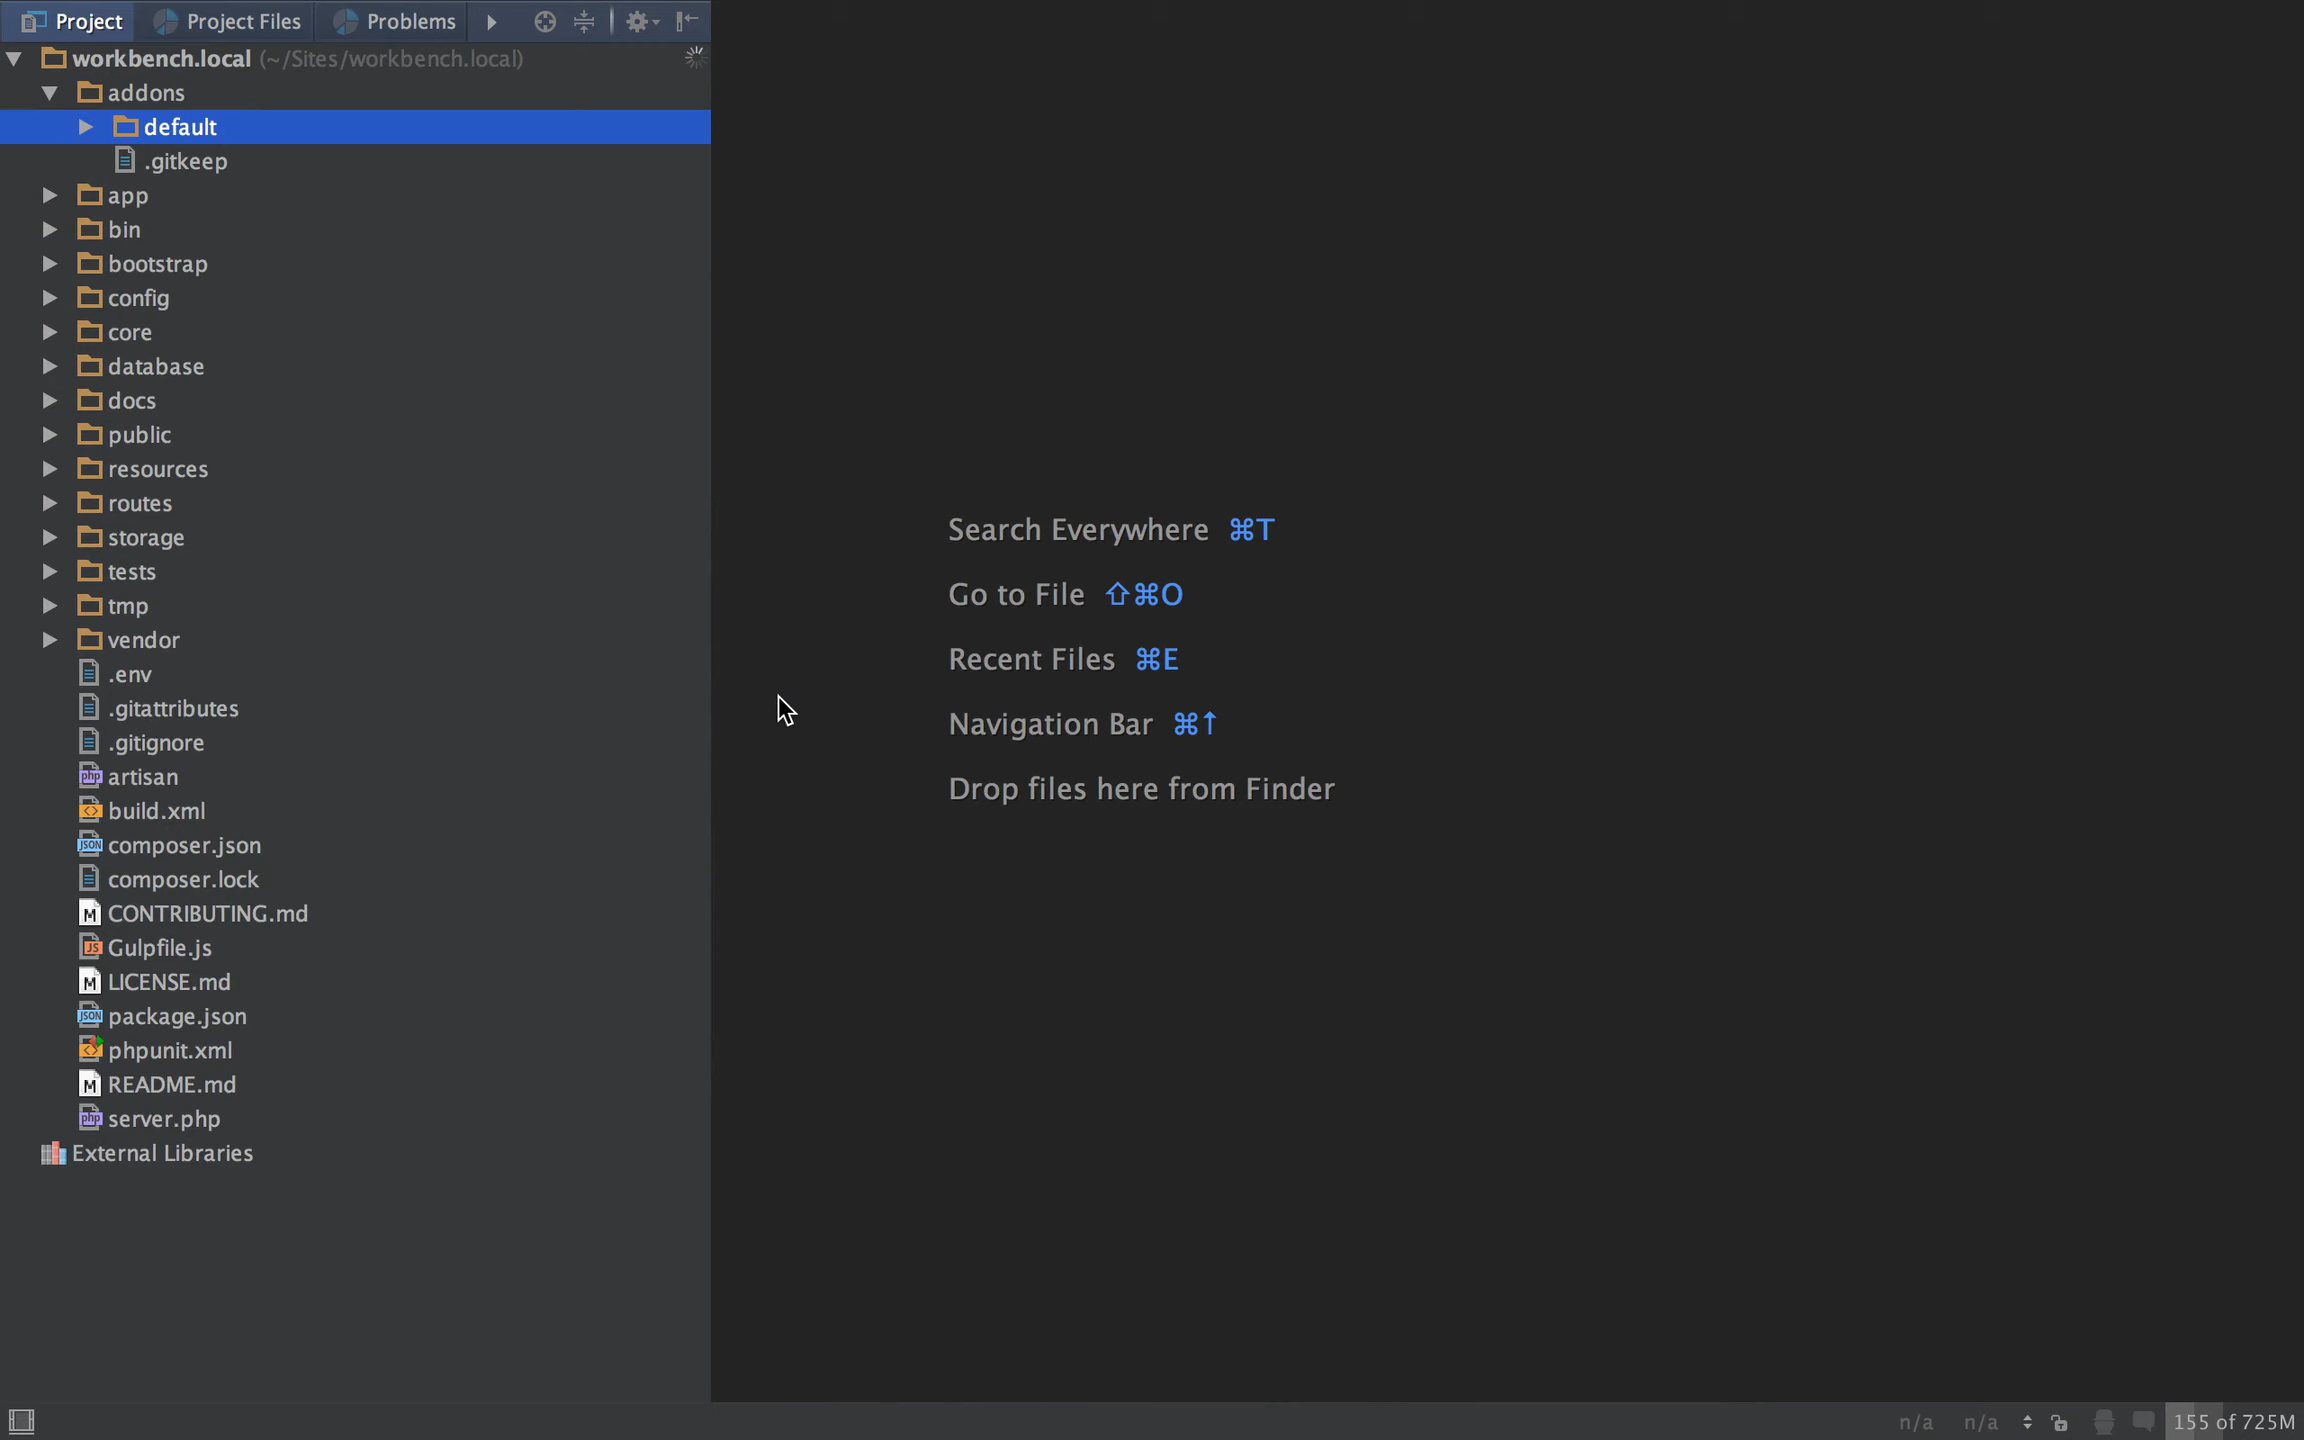 Project Project Files Problems
workbench.local (~/Sites/workbench.local)
addons
default
.gitkeep
app
bin
bootstrap
config
core
database
docs
public
resources
routes
storage
tests
tmp
vendor
.env
.gitattributes
.gitignore
artisan
build.xml
composer.json
composer.lock
CONTRIBUTING.md
Gulpfile.js
LICENSE.md
package.json
phpunit.xml
README.md
server.php
External Libraries
Search Everywhere ⌘T
Go to File ⇧⌘O
Recent Files ⌘E
Navigation Bar ⌘↑
Drop files here from Finder
n/a n/a 155 of 725M